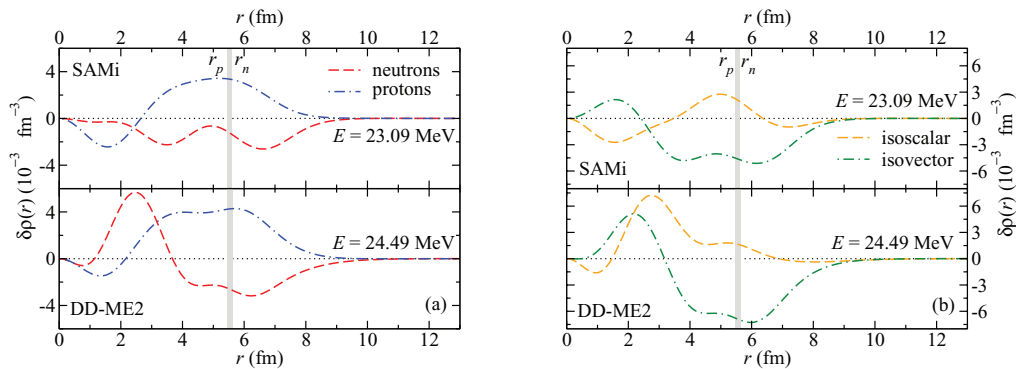 r (fm)
0 2 4 6 8 10 12
SAMi
r_p r_n
neutrons
protons
4
0
-4
E = 23.09 MeV
δρ(r) (10⁻³ fm⁻³)
4
0
-4
E = 24.49 MeV
DD-ME2
(a)
0 2 4 6 8 10 12
r (fm)
r (fm)
0 2 4 6 8 10 12
r_p r_n
E = 23.09 MeV
isoscalar
isovector
SAMi
6
3
0
-3
-6
δρ(r) (10⁻³ fm⁻³)
E = 24.49 MeV
6
3
0
-3
-6
DD-ME2
(b)
0 2 4 6 8 10 12
r (fm)